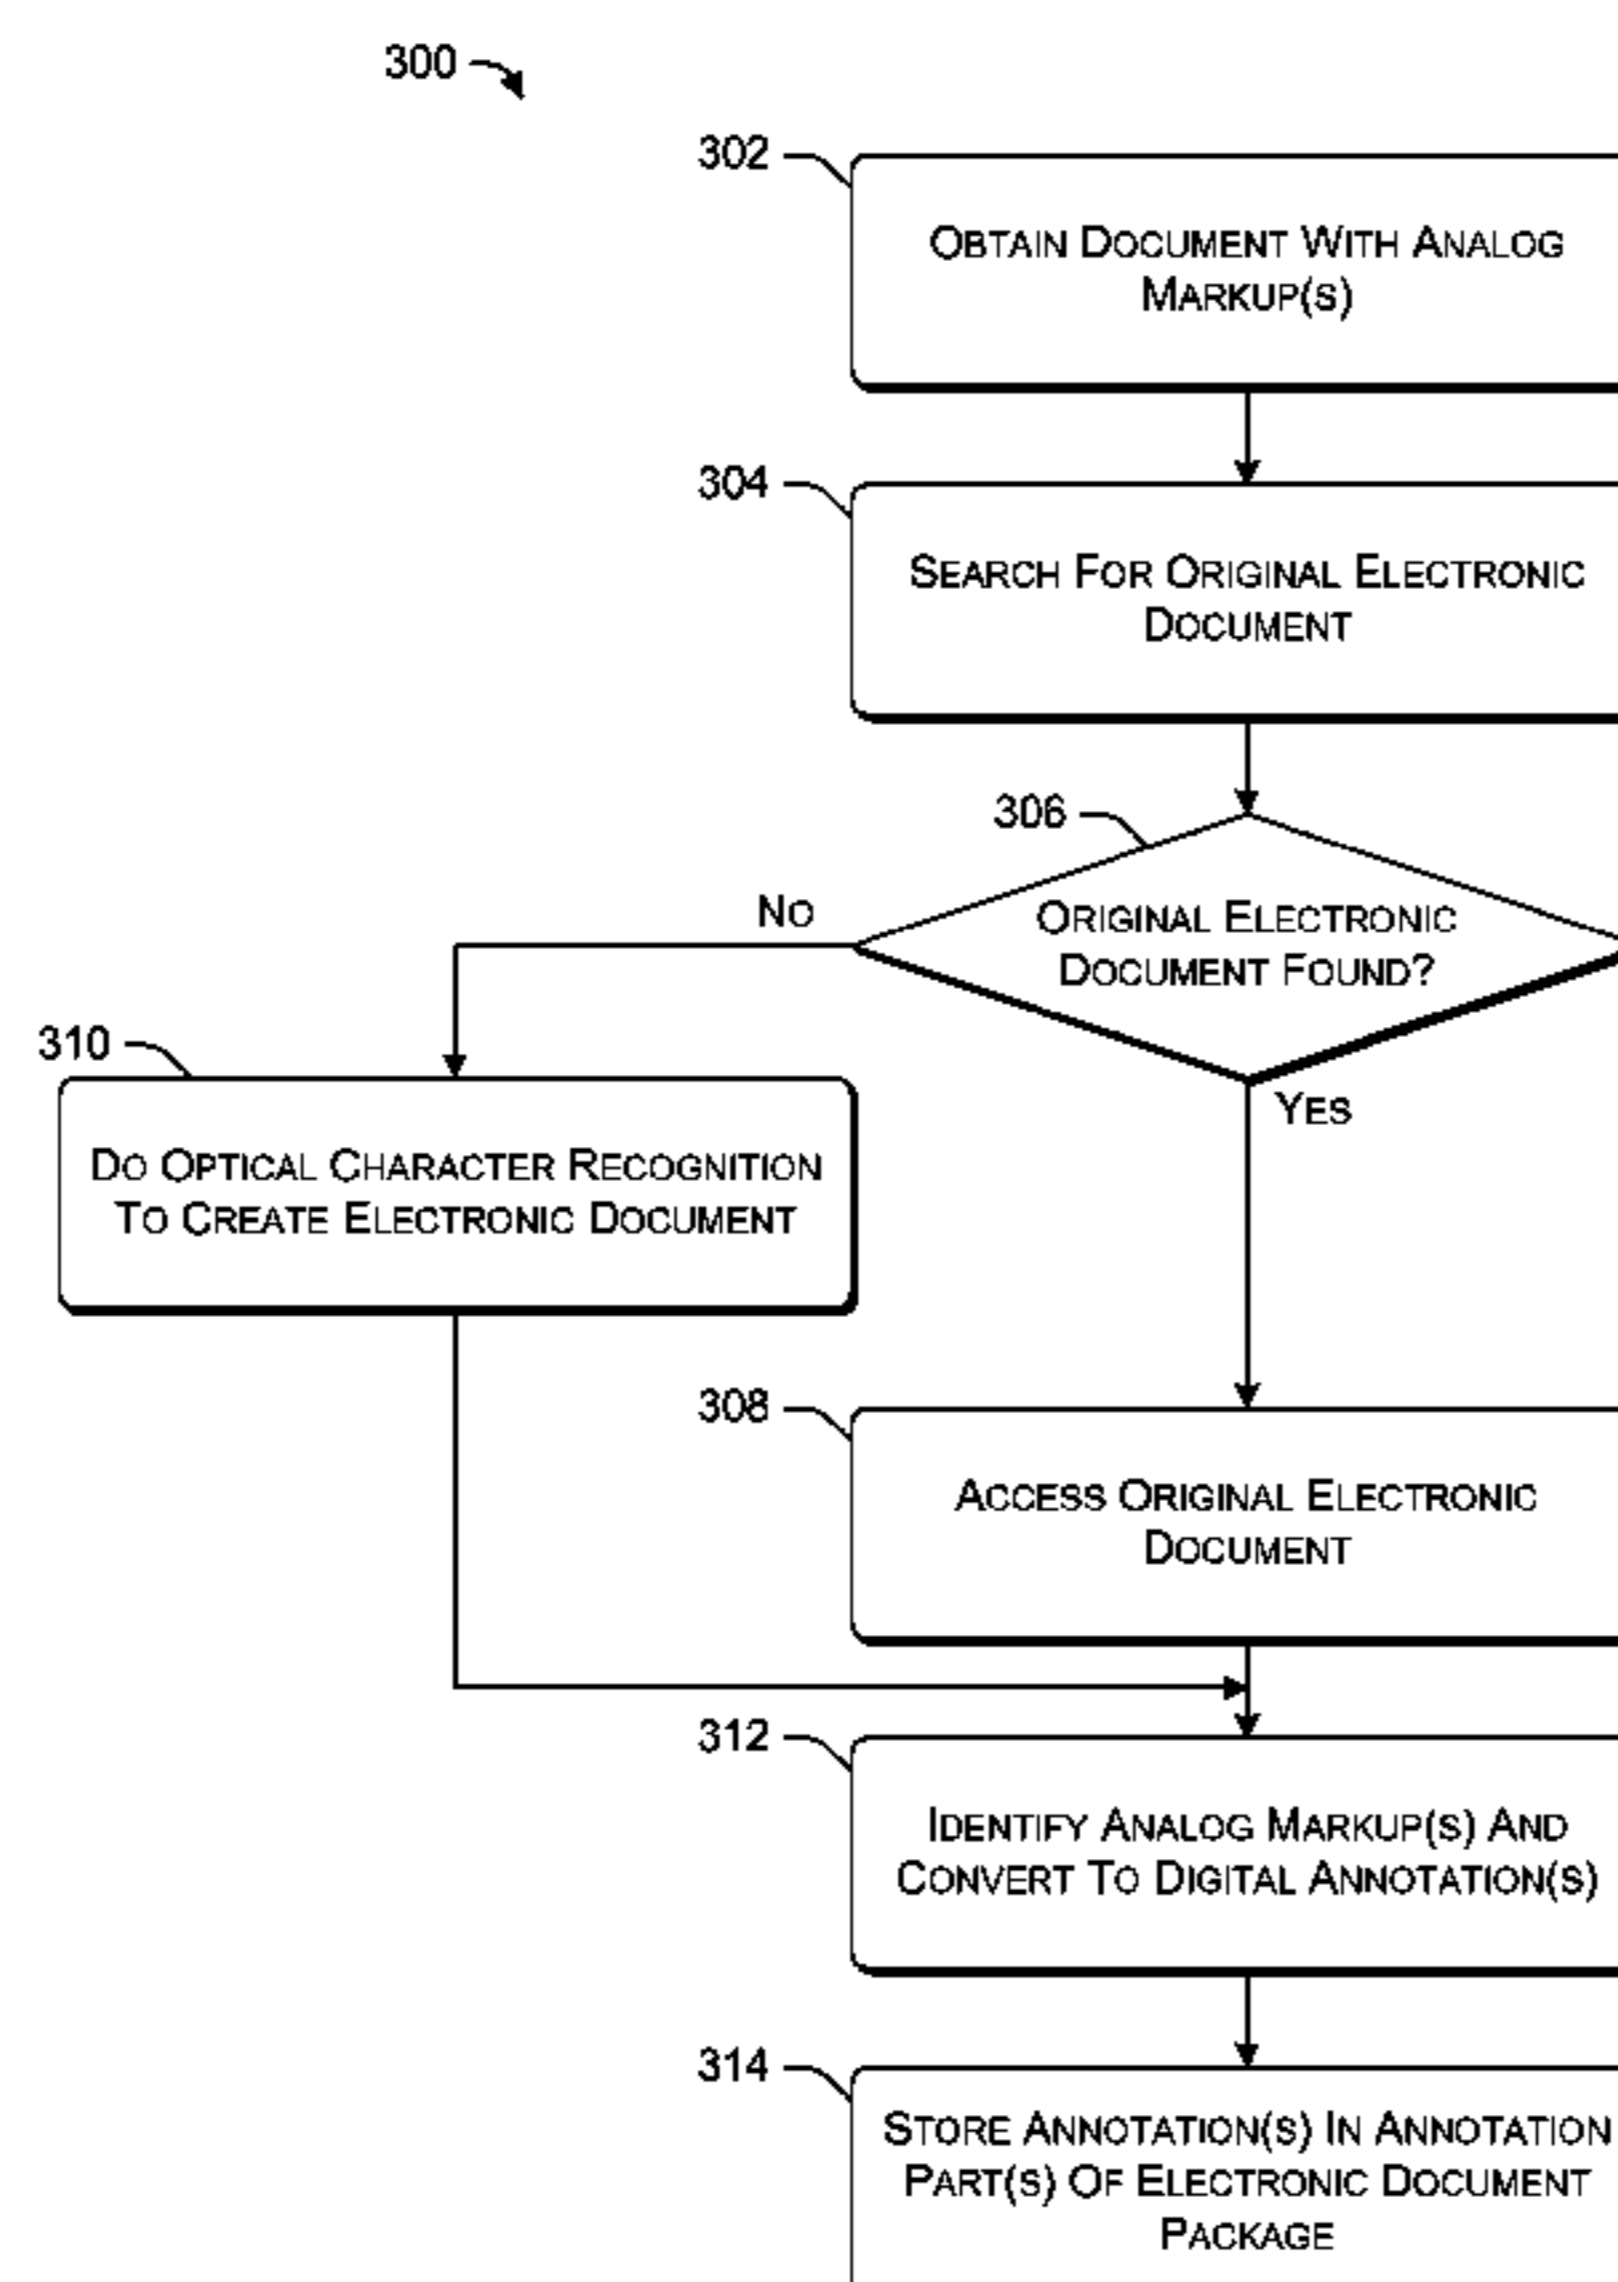 300
302
OBTAIN DOCUMENT WITH ANALOG
MARKUP(S)
304
SEARCH FOR ORIGINAL ELECTRONIC
DOCUMENT
306
NO
ORIGINAL ELECTRONIC
DOCUMENT FOUND?
YES
310
DO OPTICAL CHARACTER RECOGNITION
TO CREATE ELECTRONIC DOCUMENT
308
ACCESS ORIGINAL ELECTRONIC
DOCUMENT
312
IDENTIFY ANALOG MARKUP(S) AND
CONVERT TO DIGITAL ANNOTATION(S)
314
STORE ANNOTATION(S) IN ANNOTATION
PART(S) OF ELECTRONIC DOCUMENT
PACKAGE